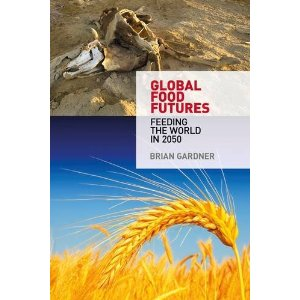 GLOBAL
FOOD
FUTURES
FEEDING
THE WORLD
IN 2050
BRIAN GARDNER